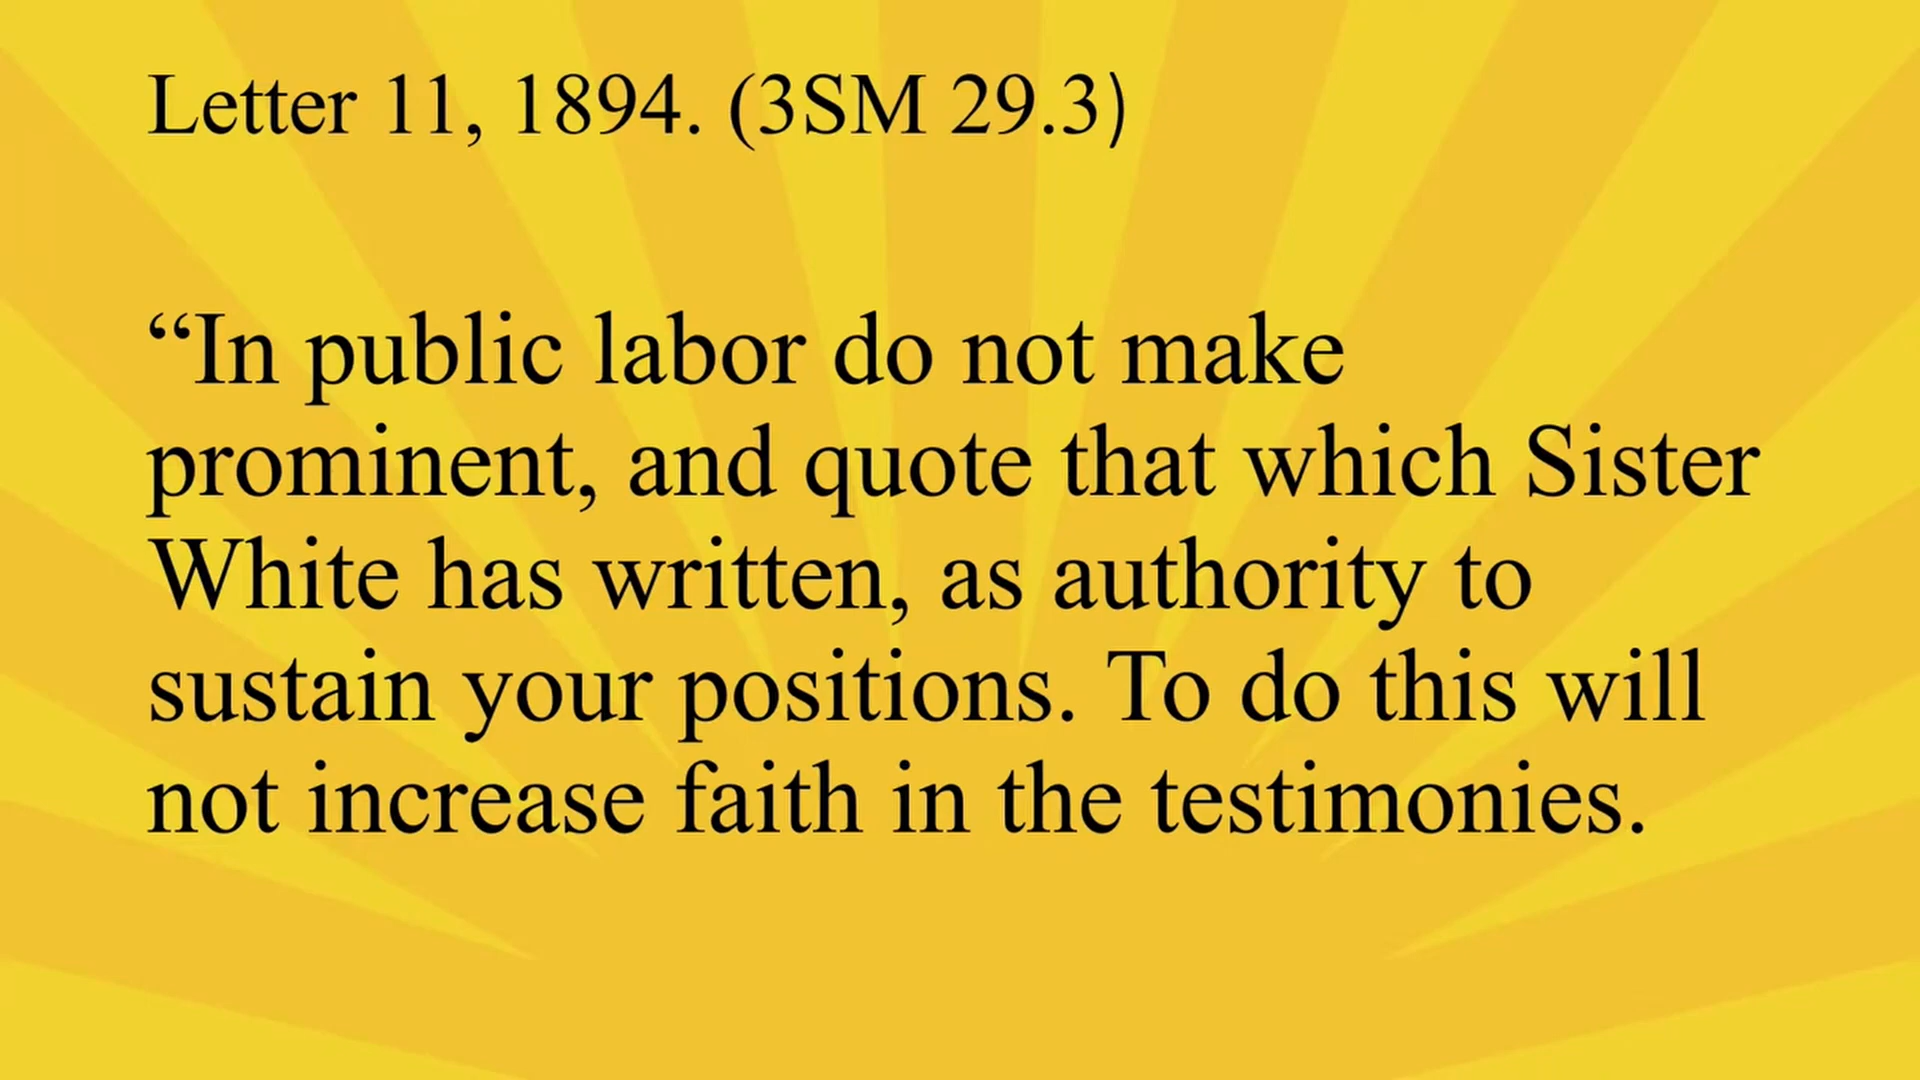 Letter 11, 1894. (3SM 29.3)
“In public labor do not make
prominent, and quote that which Sister
White has written, as authority to
sustain your positions. To do this will
not increase faith in the testimonies.